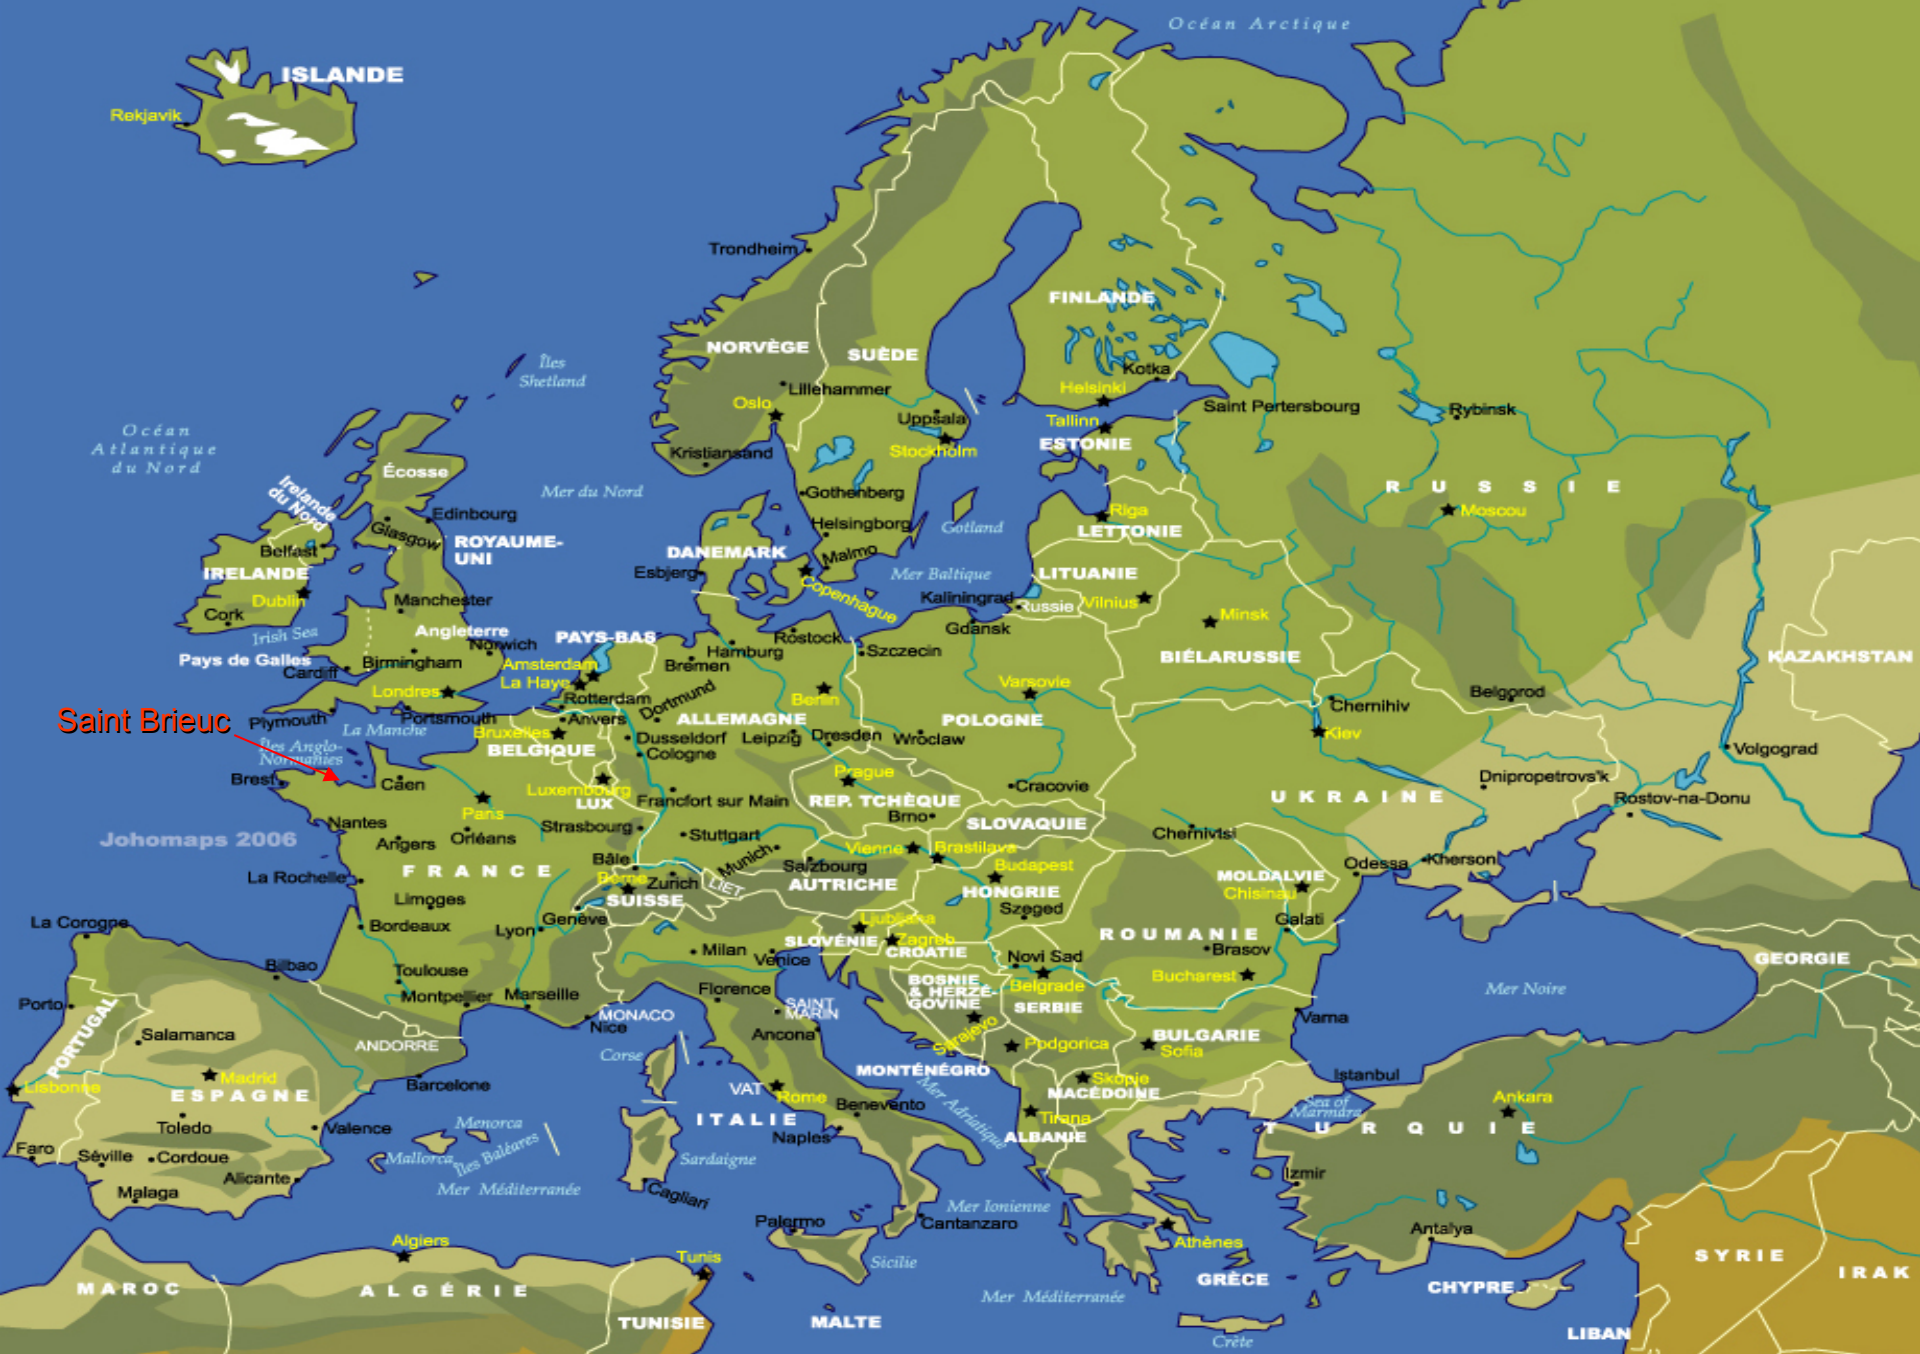 Océan Arctique
ISLANDE
Rekjavik
Trondheim
FINLANDE
NORVÈGE
SUÈDE
Îles
Shetland
Kotka
Lillehammer
Helsinki
Oslo
Saint Pertersbourg
Rybinsk
Uppsala
Tallinn
Océan
Atlantique
du Nord
ESTONIE
Stockholm
Kristiansand
Écosse
Mer du Nord
Gothenberg
R U S S I E
Irelande
du Nord
Edinbourg
Glasgow
Helsingborg
Gotland
Riga
LETTONIE
Moscou
ROYAUME-
UNI
Belfast
DANEMARK
Malmo
IRELANDE
Esbjerg
Mer Baltique
LITUANIE
Dublin
Copenhague
Kaliningrad
Russie
Vilnius
Manchester
Cork
Minsk
Irish Sea
Angleterre
PAYS-BAS
Rostock
Gdansk
Norwich
Hamburg
Szczecin
Pays de Galles
Birmingham
Amsterdam
Bremen
BIÉLARUSSIE
KAZAKHSTAN
Cardiff
La Haye
Varsovie
Londres
Rotterdam
Dortmund
Berlin
Belgorod
Chernihiv
Saint Brieuc
Plymouth
Portsmouth
Anvers
ALLEMAGNE
POLOGNE
La Manche
Bruxelles
Dusseldorf
Leipzig
Dresden
Wroclaw
Kiev
Îles Anglo-
Normanies
BELGIQUE
Cologne
Volgograd
Brest
Caen
Prague
Dnipropetrovs'k
Luxembourg
LUX
Francfort sur Main
REP. TCHÈQUE
Cracovie
UKRAINE
Rostov-na-Donu
Paris
Nantes
Strasbourg
Brno
SLOVAQUIE
Johomaps 2006
Angers
Orléans
Stuttgart
Chernivtsi
Munich
Vienne
Brastilava
Bâle
Salzbourg
Budapest
Odessa
Kherson
La Rochelle
FRANCE
Berne
Zurich
LIET
AUTRICHE
HONGRIE
MOLDALVIE
Chisinau
Limoges
SUISSE
Szeged
La Corogne
Bordeaux
Genève
Ljubljana
Galati
Lyon
SLOVÉNIE
Zagreb
CROATIE
ROUMANIE
Milan
Venice
Novi Sad
Brasov
GEORGIE
Bilbao
Toulouse
BOSNIE
& HERZÉ-
GOVINE
Belgrade
Bucharest
Porto
Montpellier
Marseille
Florence
SERBIE
Mer Noire
PORTUGAL
MONACO
Nice
SAINT
MARIN
Varna
Salamanca
Ancona
Sarajevo
BULGARIE
ANDORRE
Corse
Podgorica
Sofia
MONTÉNÉGRO
Lisbonne
Madrid
Barcelone
VAT
Rome
Skopje
MACÉDOINE
Istanbul
ESPAGNE
Benevento
Mer Adriatique
Ankara
Sea of
Marmara
Toledo
Valence
Menorca
ITALIE
Naples
Tirana
ALBANIE
TURQUIE
Faro
Séville
Cordoue
Mallorca
Îles Baléares
Sardaigne
Alicante
Izmir
Malaga
Mer Méditerranée
Cagliari
Mer Ionienne
Palermo
Cantanzaro
Antalya
Algiers
Tunis
Athènes
Sicilie
SYRIE
GRÈCE
IRAK
MAROC
ALGÉRIE
CHYPRE
Mer Méditerranée
TUNISIE
MALTE
Crète
LIBAN